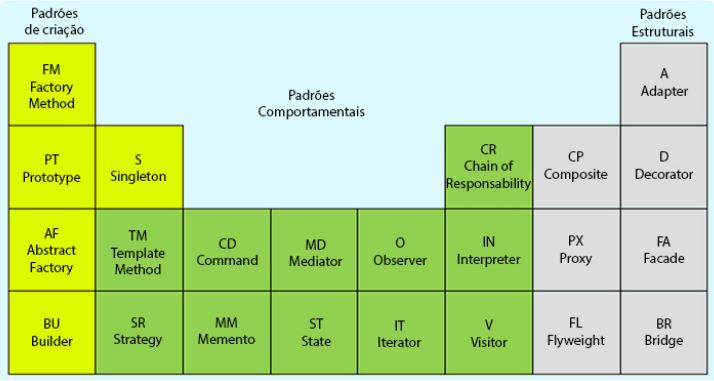 Padrões
de criação
Padrões
Comportamentais
Padrões
Estruturais
FM
Factory
Method
A
Adapter
PT
Prototype
S
Singleton
CR
Chain of
Responsability
CP
Composite
D
Decorator
AF
Abstract
Factory
TM
Template
Method
CD
Command
MD
Mediator
O
Observer
IN
Interpreter
PX
Proxy
FA
Facade
BU
Builder
SR
Strategy
MM
Memento
ST
State
IT
Iterator
V
Visitor
FL
Flyweight
BR
Bridge